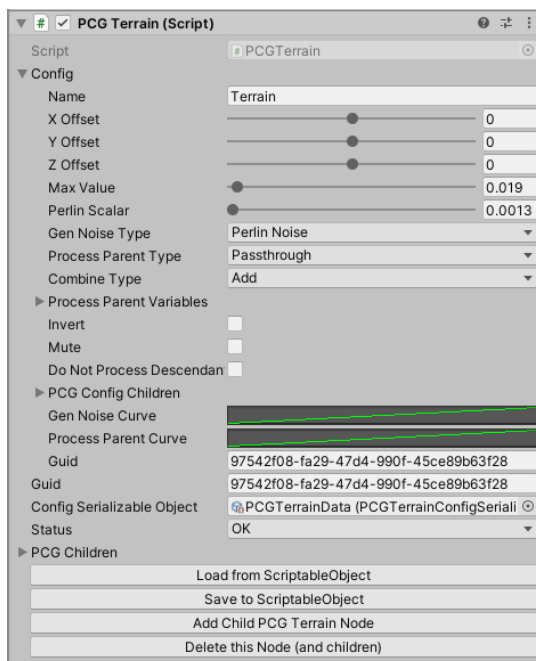 PCG Terrain (Script)
Script PCGTerrain
Config
Name Terrain
X Offset 0
Y Offset 0
Z Offset 0
Max Value 0.019
Perlin Scalar 0.0013
Gen Noise Type Perlin Noise
Process Parent Type Passthrough
Combine Type Add
Process Parent Variables
Invert
Mute
Do Not Process Descendan
PCG Config Children
Gen Noise Curve
Process Parent Curve
Guid 97542f08-fa29-47d4-990f-45ce89b63f28
Guid 97542f08-fa29-47d4-990f-45ce89b63f28
Config Serializable Object PCGTerrainData (PCGTerrainConfigSeriali
Status OK
PCG Children
Load from ScriptableObject
Save to ScriptableObject
Add Child PCG Terrain Node
Delete this Node (and children)